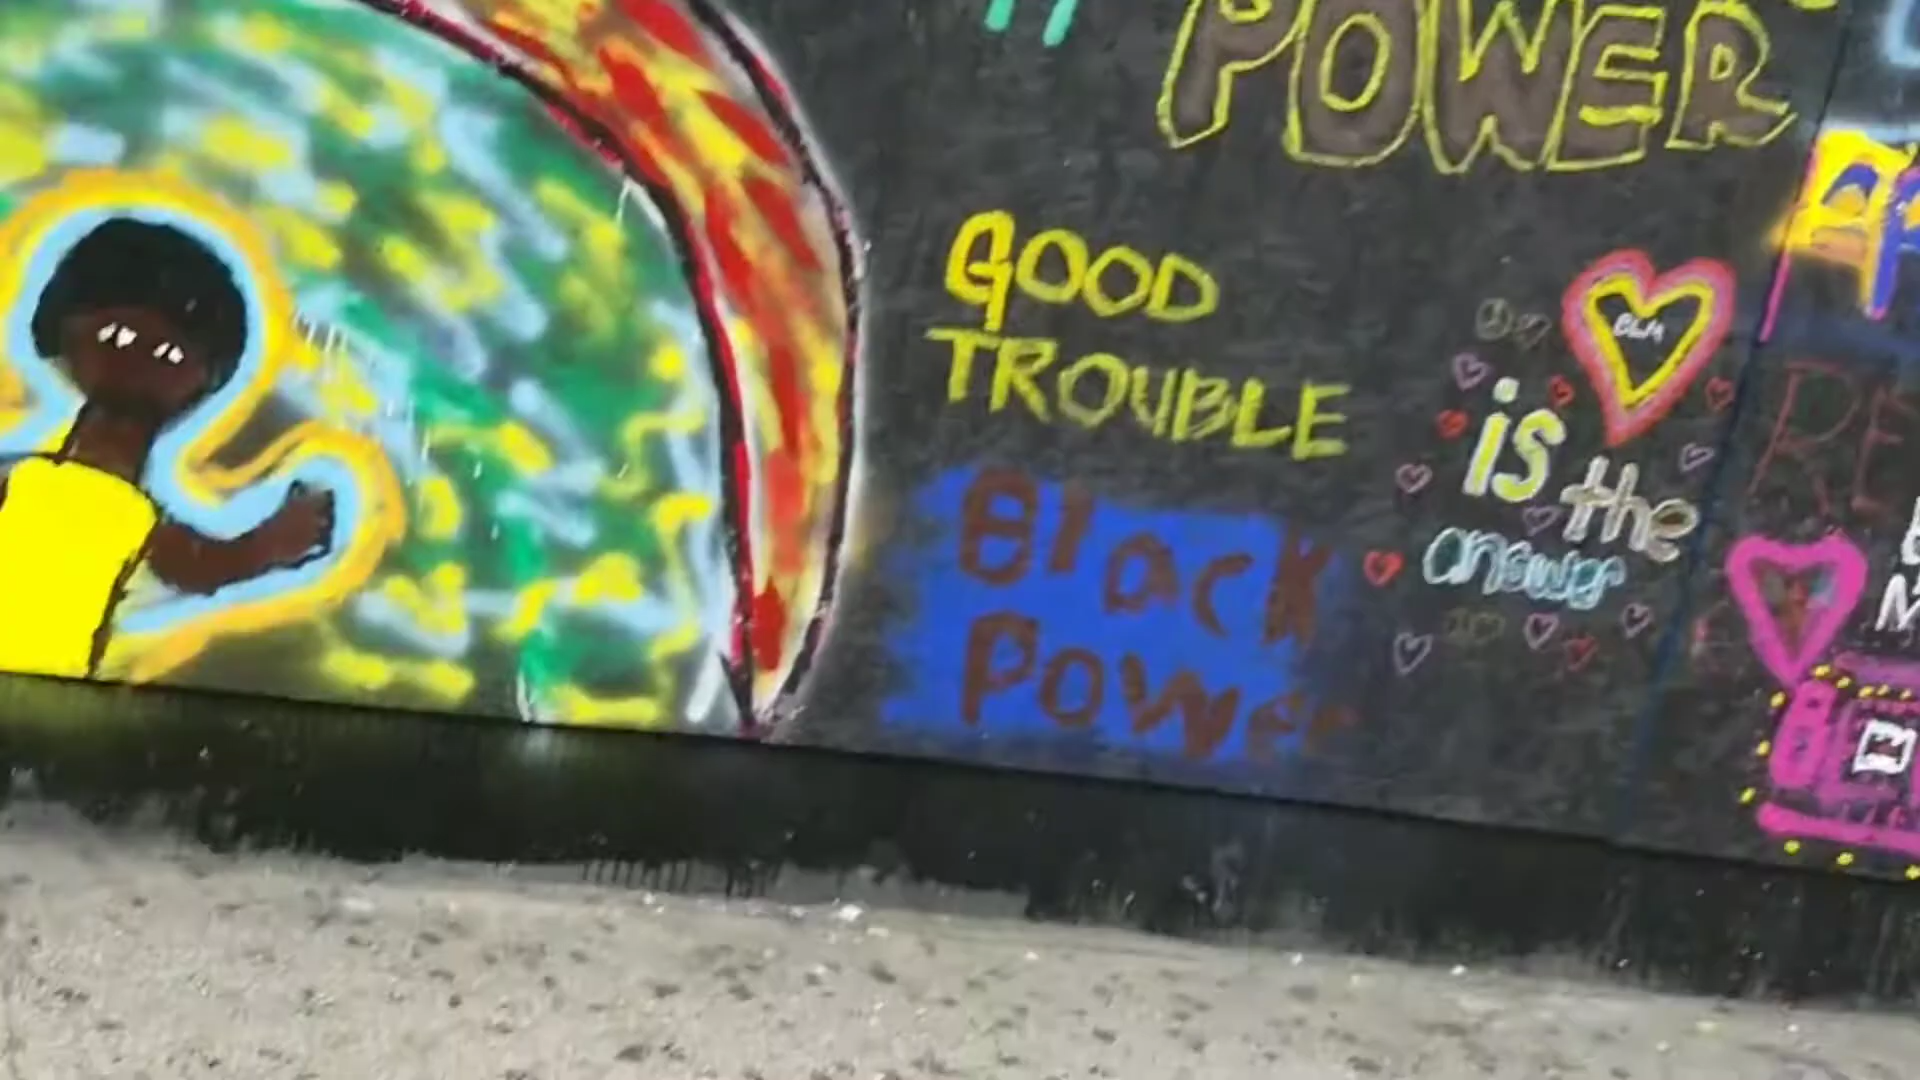 POWER
GOOD
TROUBLE
Black
Power
BLM
is the
answer